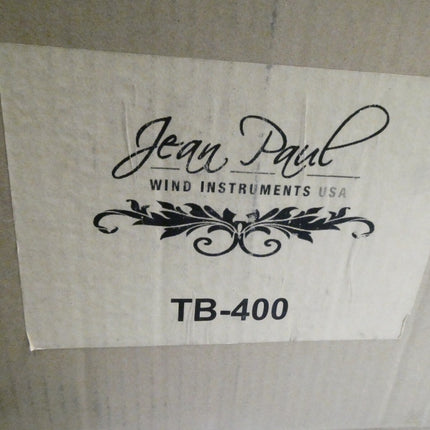 Jean Paul
WIND INSTRUMENTS USA
TB-400